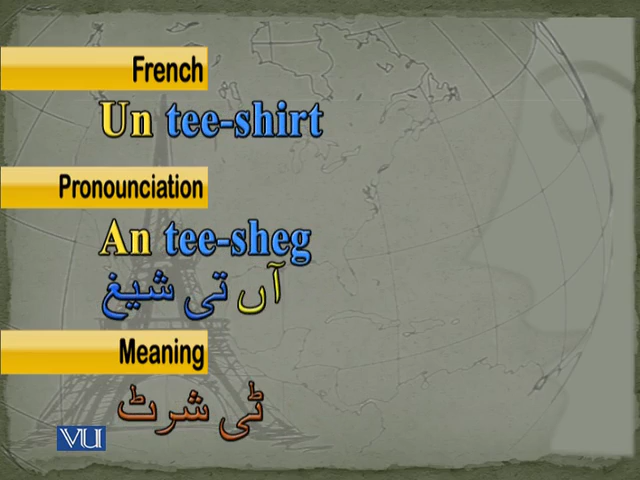 French
Un tee-shirt
Pronounciation
An tee-sheg
آں تی شیغ
Meaning
ٹی شرٹ
VU